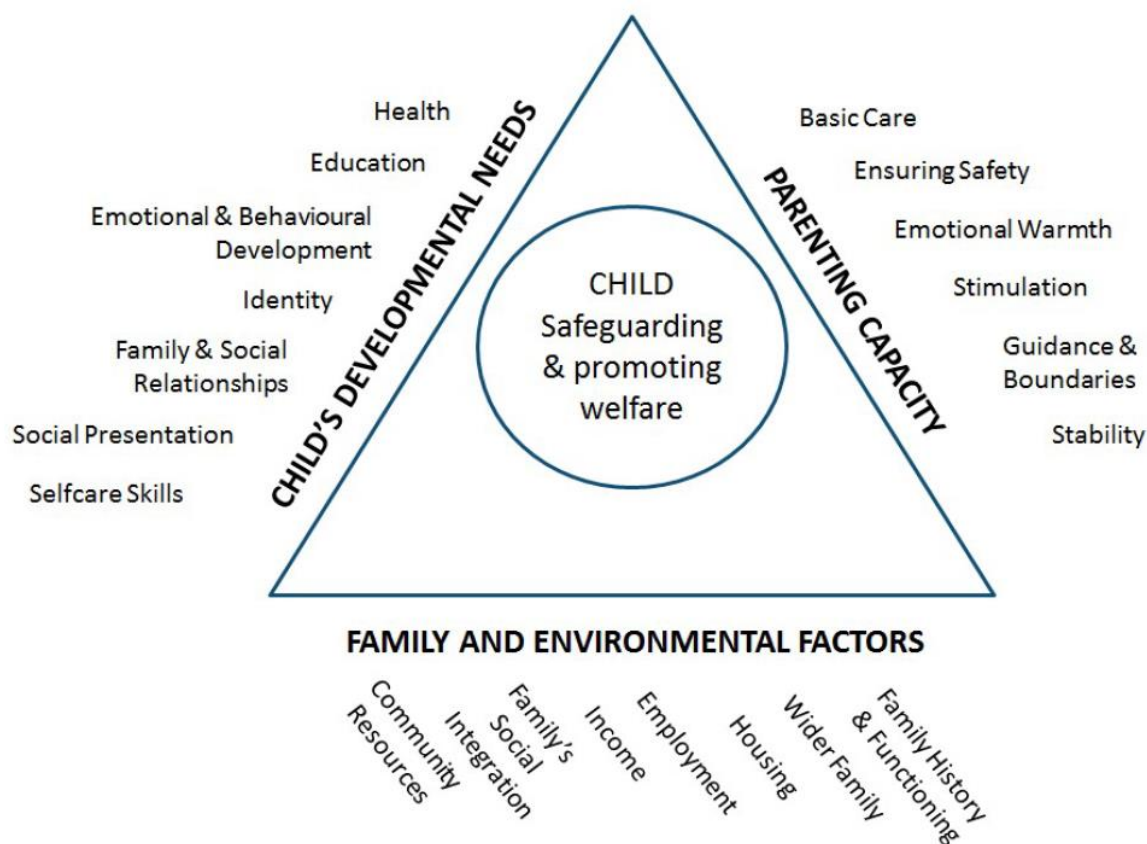 Health
Education
Emotional & Behavioural
Development
Identity
Family & Social
Relationships
Social Presentation
Selfcare Skills
CHILD'S DEVELOPMENTAL NEEDS
CHILD
Safeguarding
& promoting
welfare
PARENTING CAPACITY
Basic Care
Ensuring Safety
Emotional Warmth
Stimulation
Guidance &
Boundaries
Stability
FAMILY AND ENVIRONMENTAL FACTORS
Community
Resources
Family's
Social
Integration
Income
Employment
Housing
Wider Family
Family History
& Functioning